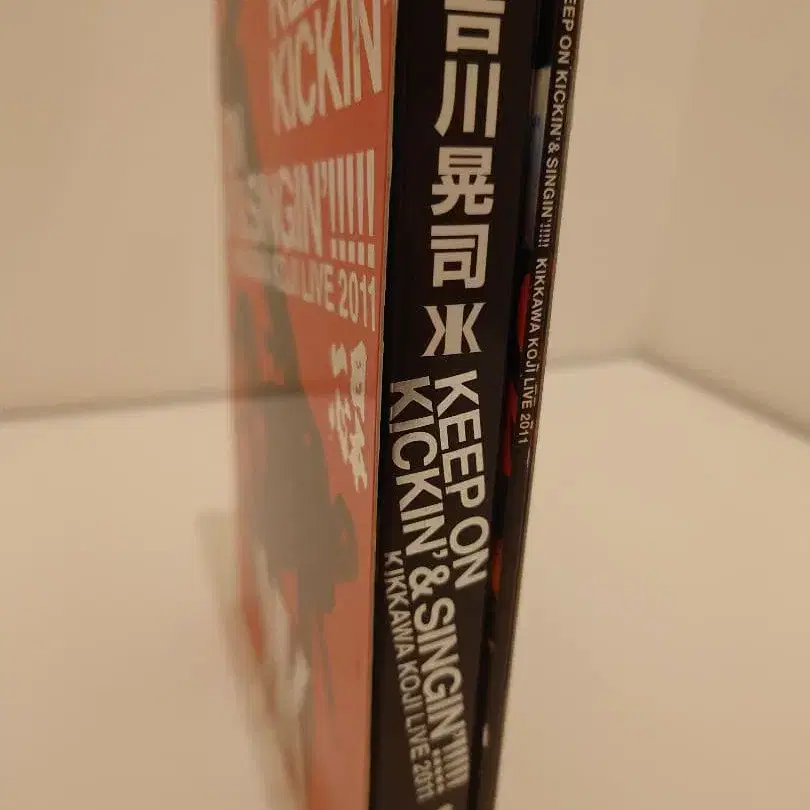 KICKIN'
SINGIN'!!!!!
LIVE 2011
吉川晃司
KEEP ON
KICKIN' & SINGIN'!!!!!
KIKKAWA KOJI LIVE 2011
KEEP ON KICKIN' & SINGIN'!!!!! KIKKAWA KOJI LIVE 2011